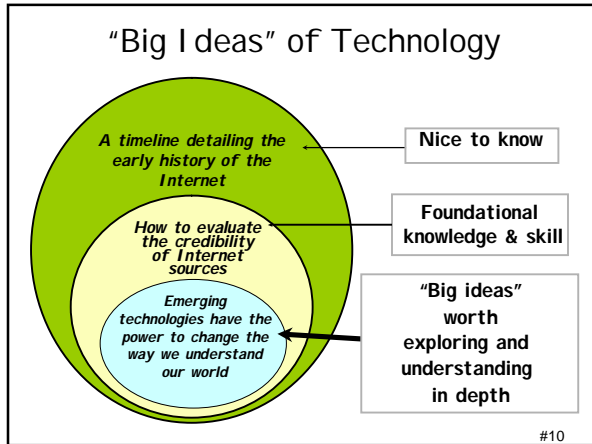 “Big Ideas” of Technology
A timeline detailing the
early history of the
Internet
Nice to know
How to evaluate
the credibility
of Internet
sources
Foundational
knowledge & skill
Emerging
technologies have the
power to change the
way we understand
our world
“Big ideas”
worth
exploring and
understanding
in depth
#10